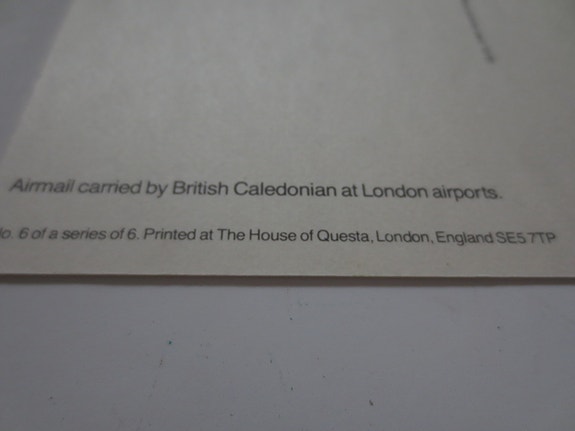 Airmail carried by British Caledonian at London airports.
o. 6 of a series of 6. Printed at The House of Questa, London, England SE5 7TP